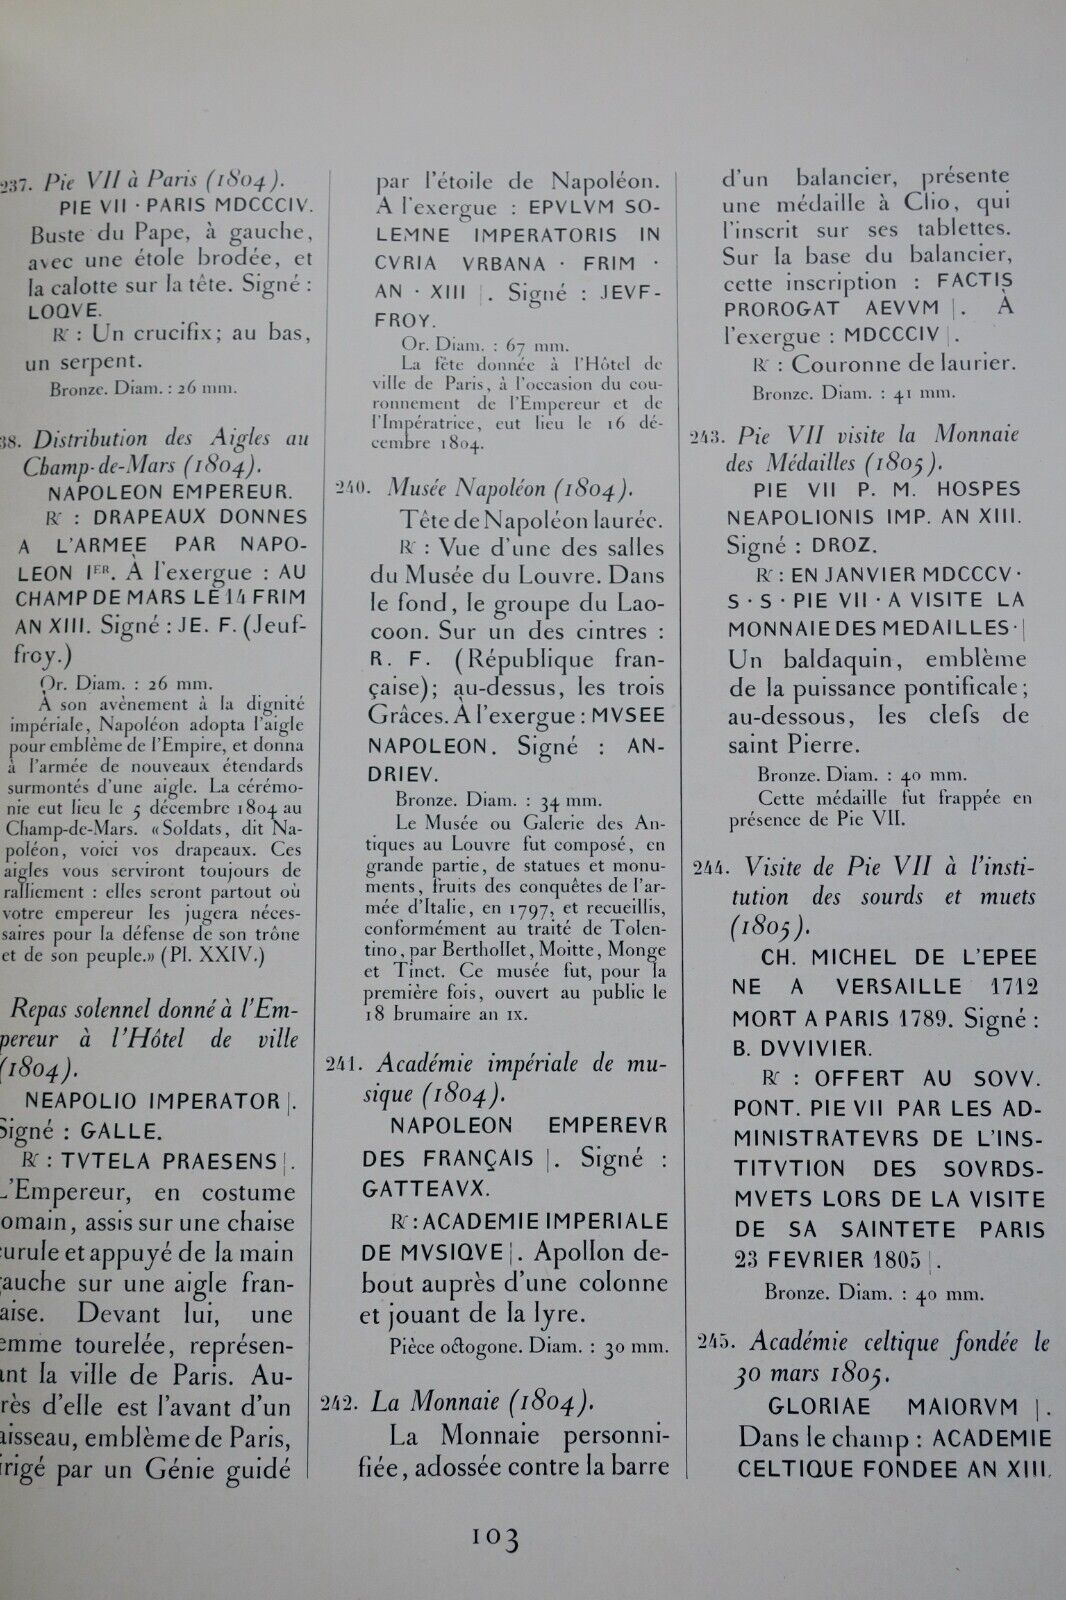 237. Pie VII à Paris (1804).
PIE VII · PARIS MDCCCIV.
Buste du Pape, à gauche,
avec une étole brodée, et
la calotte sur la tête. Signé :
LOQVE.
R : Un crucifix; au bas,
un serpent.
Bronze. Diam. : 26 mm.
38. Distribution des Aigles au
Champ-de-Mars (1804).
NAPOLEON EMPEREUR.
R : DRAPEAUX DONNES
A L'ARMEE PAR NAPO-
LEON IER. À l'exergue : AU
CHAMP DE MARS LE 14 FRIM
AN XIII. Signé : JE. F. (Jeuf-
froy.)
Or. Diam. : 26 mm.
À son avènement à la dignité
impériale, Napoléon adopta l'aigle
pour emblème de l'Empire, et donna
à l'armée de nouveaux étendards
surmontés d'une aigle. La cérémo-
nie eut lieu le 5 décembre 1804 au
Champ-de-Mars. «Soldats, dit Na-
poléon, voici vos drapeaux. Ces
aigles vous serviront toujours de
ralliement : elles seront partout où
votre empereur les jugera néces-
saires pour la défense de son trône
et de son peuple.» (Pl. XXIV.)
Repas solennel donné à l'Em-
pereur à l'Hôtel de ville
(1804).
NEAPOLIO IMPERATOR|.
Signé : GALLE.
R : TVTELA PRAESENS|.
L'Empereur, en costume
omain, assis sur une chaise
urule et appuyé de la main
gauche sur une aigle fran-
aise. Devant lui, une
emme tourelée, représen-
ant la ville de Paris. Au-
rès d'elle est l'avant d'un
aisseau, emblème de Paris,
irigé par un Génie guidé
par l'étoile de Napoléon.
A l'exergue : EPVLVM SO-
LEMNE IMPERATORIS IN
CVRIA VRBANA · FRIM ·
AN · XIII |. Signé : JEVF-
FROY.
Or. Diam. : 67 mm.
La fête donnée à l'Hôtel de
ville de Paris, à l'occasion du cou-
ronnement de l'Empereur et de
l'Impératrice, eut lieu le 16 dé-
cembre 1804.
240. Musée Napoléon (1804).
Tête de Napoléon laurée.
R : Vue d'une des salles
du Musée du Louvre. Dans
le fond, le groupe du Lao-
coon. Sur un des cintres :
R. F. (République fran-
çaise); au-dessus, les trois
Grâces. À l'exergue : MVSEE
NAPOLEON. Signé : AN-
DRIEV.
Bronze. Diam. : 34 mm.
Le Musée ou Galerie des An-
tiques au Louvre fut composé, en
grande partie, de statues et monu-
ments, fruits des conquêtes de l'ar-
mée d'Italie, en 1797, et recueillis,
conformément au traité de Tolen-
tino, par Berthollet, Moitte, Monge
et Tinet. Ce musée fut, pour la
première fois, ouvert au public le
18 brumaire an IX.
241. Académie impériale de mu-
sique (1804).
NAPOLEON EMPEREVR
DES FRANÇAIS |. Signé :
GATTEAVX.
R : ACADEMIE IMPERIALE
DE MVSIQVE|. Apollon de-
bout auprès d'une colonne
et jouant de la lyre.
Pièce octogone. Diam. : 30 mm.
242. La Monnaie (1804).
La Monnaie personni-
fiée, adossée contre la barre
d'un balancier, présente
une médaille à Clio, qui
l'inscrit sur ses tablettes.
Sur la base du balancier,
cette inscription : FACTIS
PROROGAT AEVVM |. À
l'exergue : MDCCCIV |.
R : Couronne de laurier.
Bronze. Diam. : 41 mm.
243. Pie VII visite la Monnaie
des Médailles (1805).
PIE VII P. M. HOSPES
NEAPOLIONIS IMP. AN XIII.
Signé : DROZ.
R : EN JANVIER MDCCCV ·
S · S · PIE VII · A VISITE LA
MONNAIE DES MEDAILLES·|
Un baldaquin, emblème
de la puissance pontificale;
au-dessous, les clefs de
saint Pierre.
Bronze. Diam. : 40 mm.
Cette médaille fut frappée en
présence de Pie VII.
244. Visite de Pie VII à l'insti-
tution des sourds et muets
(1805).
CH. MICHEL DE L'EPEE
NE A VERSAILLE 1712
MORT A PARIS 1789. Signé :
B. DVVIVIER.
R : OFFERT AU SOVV.
PONT. PIE VII PAR LES AD-
MINISTRATEVRS DE L'INS-
TITVTION DES SOVRDS-
MVETS LORS DE LA VISITE
DE SA SAINTETE PARIS
23 FEVRIER 1805|.
Bronze. Diam. : 40 mm.
245. Académie celtique fondée le
30 mars 1805.
GLORIAE MAIORVM |.
Dans le champ : ACADEMIE
CELTIQUE FONDEE AN XIII.
103